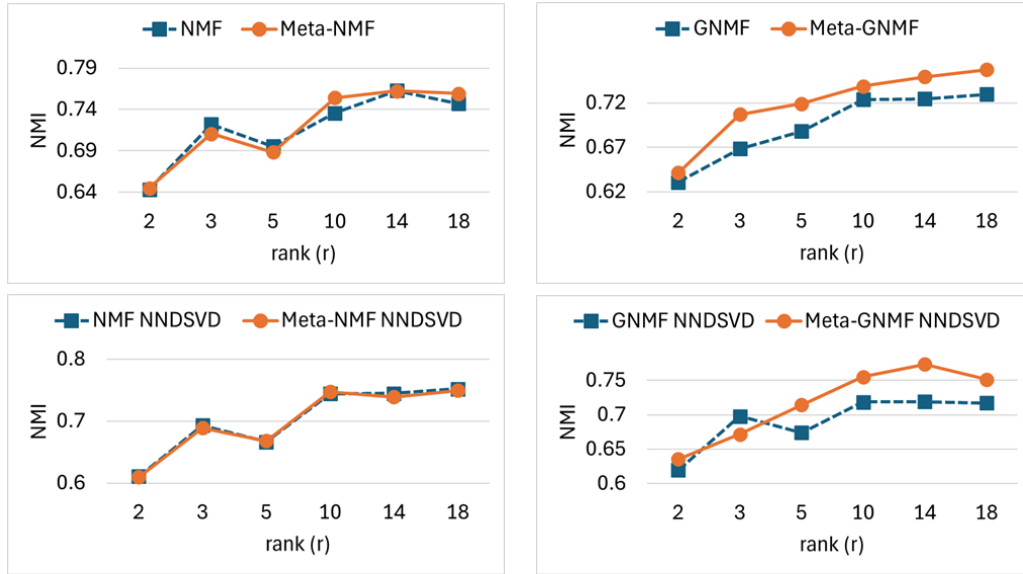 NMF Meta-NMF
0.79
0.74
0.69
0.64
NMI
2 3 5 10 14 18
rank (r)
GNMF Meta-GNMF
0.72
0.67
0.62
NMI
2 3 5 10 14 18
rank (r)
NMF NNDSVD Meta-NMF NNDSVD
0.8
0.7
0.6
NMI
2 3 5 10 14 18
rank (r)
GNMF NNDSVD Meta-GNMF NNDSVD
0.75
0.7
0.65
0.6
NMI
2 3 5 10 14 18
rank (r)